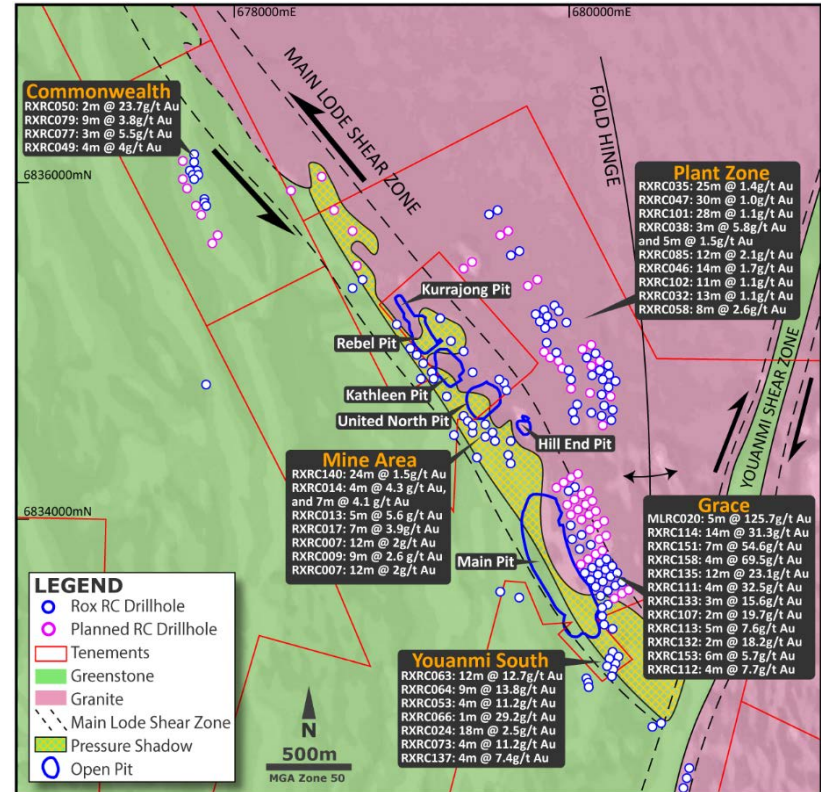 678000mE
680000mE
6836000mN
6834000mN
Commonwealth
RXRC050: 2m @ 23.7g/t Au
RXRC079: 9m @ 3.8g/t Au
RXRC077: 3m @ 5.5g/t Au
RXRC049: 4m @ 4g/t Au
MAIN LODE SHEAR ZONE
FOLD HINGE
Plant Zone
RXRC035: 25m @ 1.4g/t Au
RXRC047: 30m @ 1.0g/t Au
RXRC101: 28m @ 1.1g/t Au
RXRC038: 3m @ 5.8g/t Au
and 5m @ 1.5g/t Au
RXRC085: 12m @ 2.1g/t Au
RXRC046: 14m @ 1.7g/t Au
RXRC102: 11m @ 1.1g/t Au
RXRC032: 13m @ 1.1g/t Au
RXRC058: 8m @ 2.6g/t Au
Kurrajong Pit
Rebel Pit
Kathleen Pit
United North Pit
Hill End Pit
YOUANMI SHEAR ZONE
Mine Area
RXRC140: 24m @ 1.5g/t Au
RXRC014: 4m @ 4.3 g/t Au,
and 7m @ 4.1 g/t Au
RXRC013: 5m @ 5.6 g/t Au
RXRC017: 7m @ 3.9g/t Au
RXRC007: 12m @ 2g/t Au
RXRC009: 9m @ 2.6 g/t Au
RXRC007: 12m @ 2g/t Au
Main Pit
Grace
MLRC020: 5m @ 125.7g/t Au
RXRC114: 14m @ 31.3g/t Au
RXRC151: 7m @ 54.6g/t Au
RXRC158: 4m @ 69.5g/t Au
RXRC135: 12m @ 23.1g/t Au
RXRC111: 4m @ 32.5g/t Au
RXRC133: 3m @ 15.6g/t Au
RXRC107: 2m @ 19.7g/t Au
RXRC113: 5m @ 7.6g/t Au
RXRC132: 2m @ 18.2g/t Au
RXRC153: 6m @ 5.7g/t Au
RXRC112: 4m @ 7.7g/t Au
Youanmi South
RXRC063: 12m @ 12.7g/t Au
RXRC064: 9m @ 13.8g/t Au
RXRC053: 4m @ 11.2g/t Au
RXRC066: 1m @ 29.2g/t Au
RXRC024: 18m @ 2.5g/t Au
RXRC073: 4m @ 11.2g/t Au
RXRC137: 4m @ 7.4g/t Au
LEGEND
Rox RC Drillhole
Planned RC Drillhole
Tenements
Greenstone
Granite
Main Lode Shear Zone
Pressure Shadow
Open Pit
N
500m
MGA Zone 50